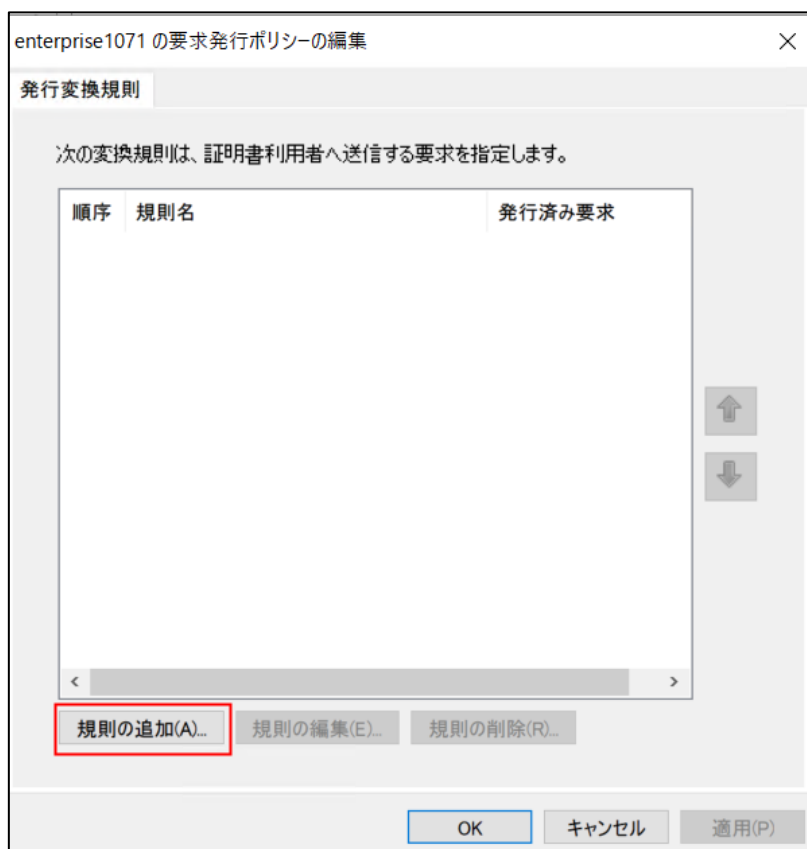 enterprise1071 の要求発行ポリシーの編集
発行変換規則
次の変換規則は、証明書利用者へ送信する要求を指定します。
順序 規則名 発行済み要求
規則の追加(A)... 規則の編集(E)... 規則の削除(R)...
OK キャンセル 適用(P)